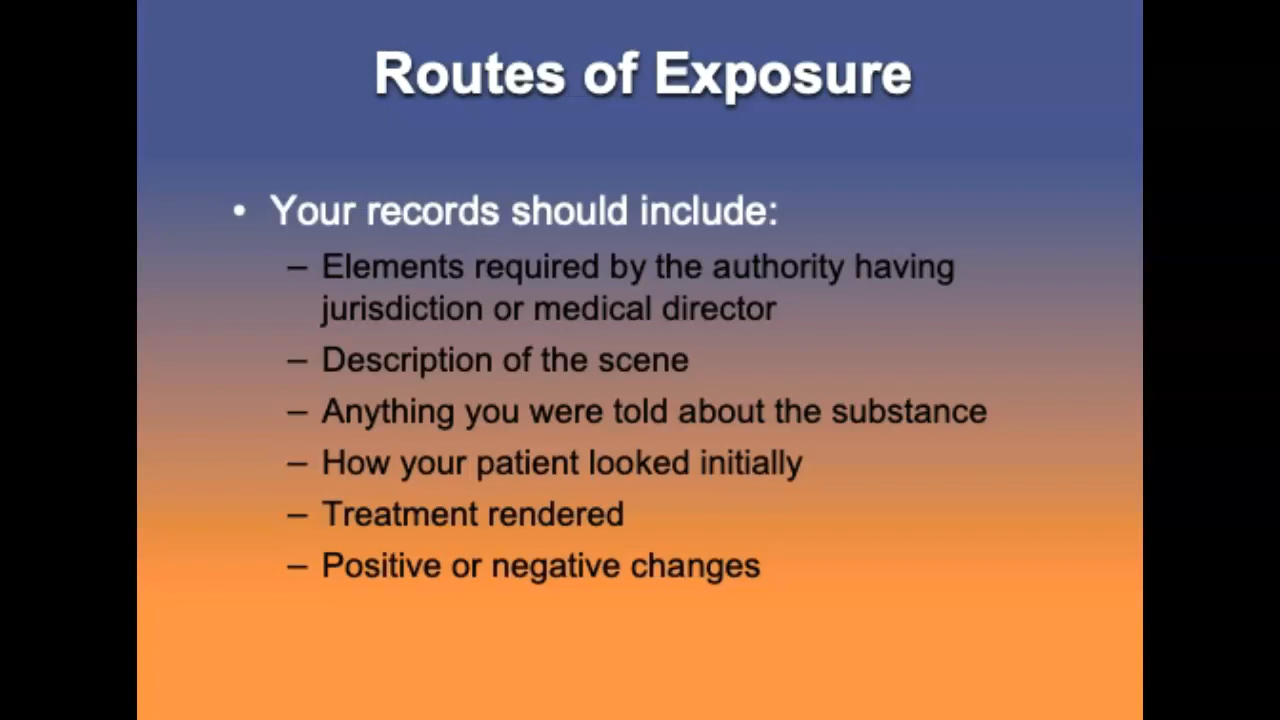 Routes of Exposure
• Your records should include:
– Elements required by the authority having
jurisdiction or medical director
– Description of the scene
– Anything you were told about the substance
– How your patient looked initially
– Treatment rendered
– Positive or negative changes